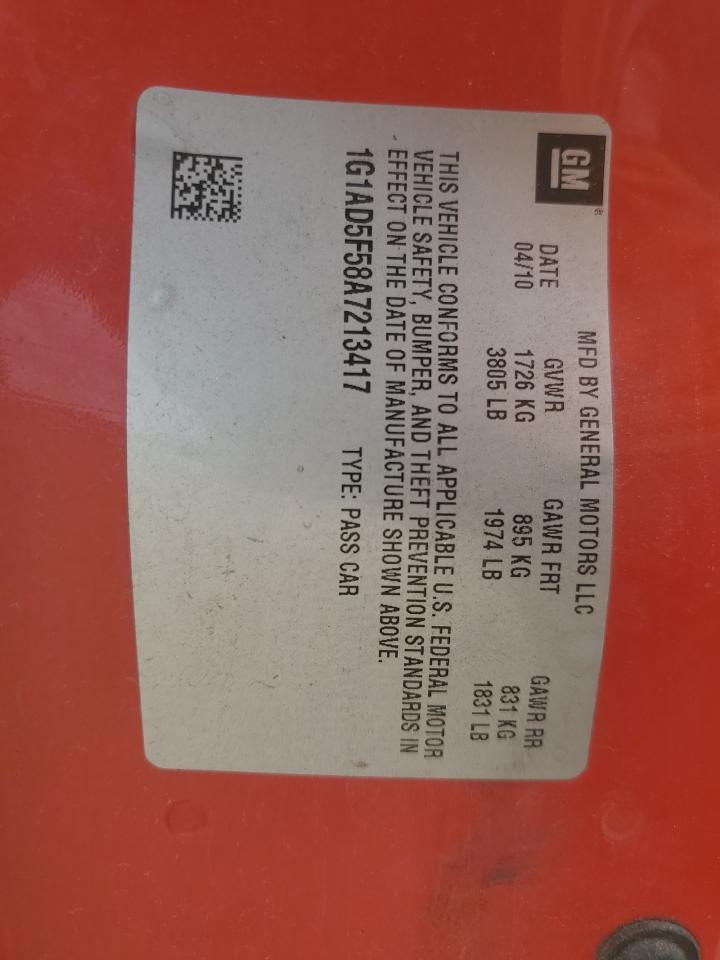 GM
MFD BY GENERAL MOTORS LLC
DATE GVWR GAWR FRT GAWR RR
04/10 1726 KG 895 KG 831 KG
3805 LB 1974 LB 1831 LB
THIS VEHICLE CONFORMS TO ALL APPLICABLE U.S. FEDERAL MOTOR
VEHICLE SAFETY, BUMPER, AND THEFT PREVENTION STANDARDS IN
EFFECT ON THE DATE OF MANUFACTURE SHOWN ABOVE.
1G1AD5F58A7213417 TYPE: PASS CAR